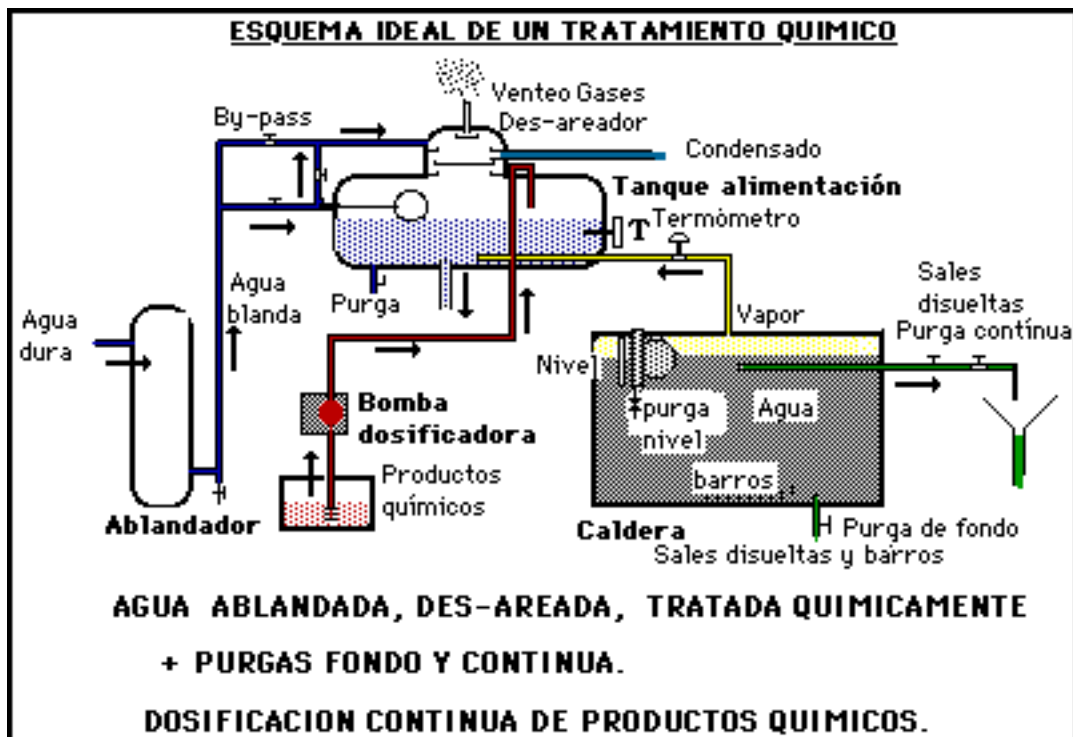 ESQUEMA IDEAL DE UN TRATAMIENTO QUIMICO
Venteo Gases
Des-areador
By-pass
Condensado
Tanque alimentación
Termómetro
T
Purga
Agua
blanda
Agua
dura
Vapor
Sales
disueltas
Purga contínua
Nivel
purga
nivel
Agua
barros
Bomba
dosificadora
Productos
químicos
Ablandador
Caldera
Purga de fondo
Sales disueltas y barros
AGUA ABLANDADA, DES-AREADA, TRATADA QUIMICAMENTE
+ PURGAS FONDO Y CONTINUA.
DOSIFICACION CONTINUA DE PRODUCTOS QUIMICOS.